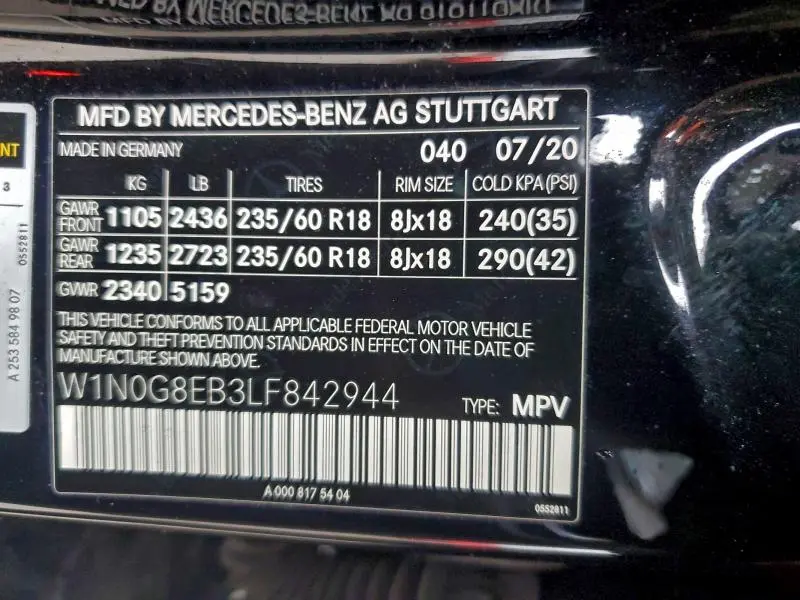 MFD BY MERCEDES-BENZ AG STUTTGART
MADE IN GERMANY 040 07/20
KG LB TIRES RIM SIZE COLD KPA(PSI)
GAWR FRONT 1105 2436 235/60 R18 8Jx18 240(35)
GAWR REAR 1235 2723 235/60 R18 8Jx18 290(42)
GVWR 2340 5159
THIS VEHICLE CONFORMS TO ALL APPLICABLE FEDERAL MOTOR VEHICLE
SAFETY AND THEFT PREVENTION STANDARDS IN EFFECT ON THE DATE OF
MANUFACTURE SHOWN ABOVE.
W1N0G8EB3LF842944 TYPE: MPV
A 000 817 54 04
0552811
NT
3
0552811
A 253 584 98 07